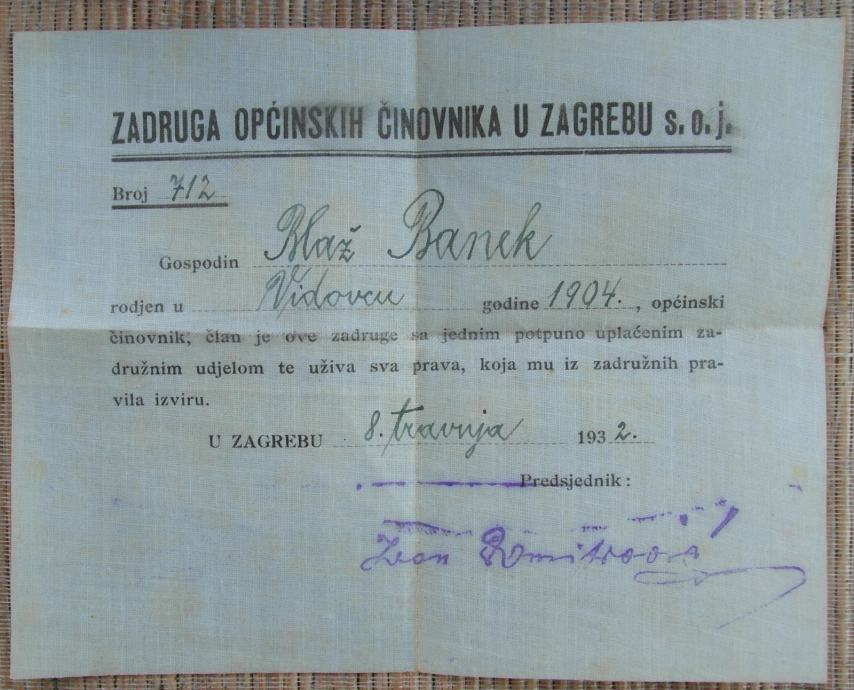 ZADRUGA OPĆINSKIH ČINOVNIKA U ZAGREBU s. o. j.
Broj 712
Gospodin Blaž Banek
rodjen u Vidovcu godine 1904., općinski
činovnik, član je ove zadruge sa jednim potpuno uplaćenim za-
družnim udjelom te uživa sva prava, koja mu iz zadružnih pra-
vila izviru.
U ZAGREBU 8. travnja 1932.
Predsjednik: